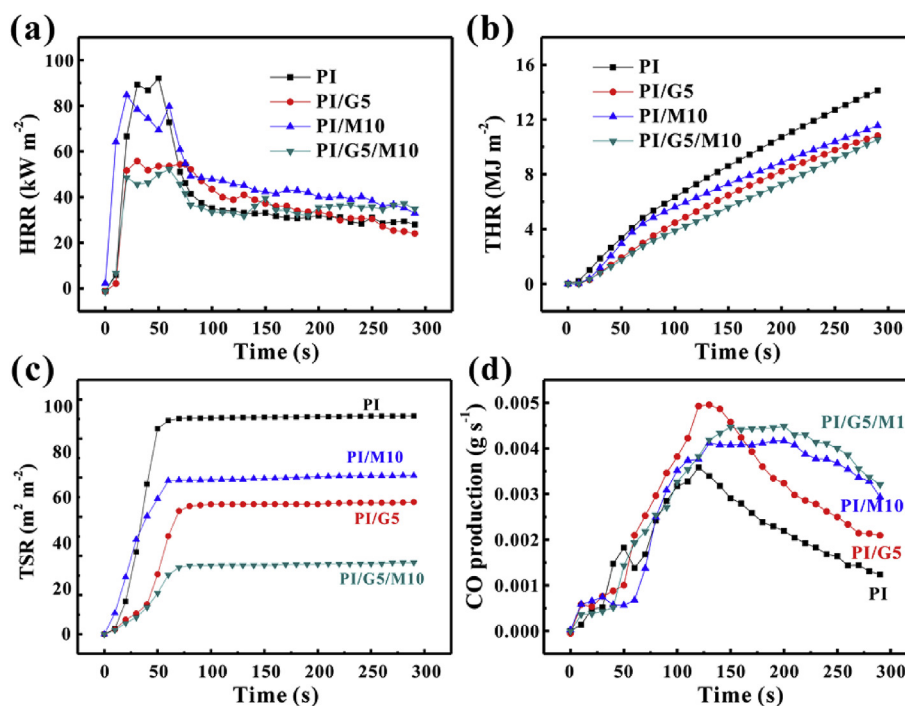 (a)
HRR (kW m⁻²)
100
80
60
40
20
0
PI
PI/G5
PI/M10
PI/G5/M10
0 50 100 150 200 250 300
Time (s)
(b)
THR (MJ m⁻²)
16
12
8
4
0
PI
PI/G5
PI/M10
PI/G5/M10
0 50 100 150 200 250 300
Time (s)
(c)
TSR (m² m⁻²)
100
80
60
40
20
0
PI
PI/M10
PI/G5
PI/G5/M10
0 50 100 150 200 250 300
Time (s)
(d)
CO production (g s⁻¹)
0.005
0.004
0.003
0.002
0.001
0.000
PI/G5/M1
PI/M10
PI/G5
PI
0 50 100 150 200 250 300
Time (s)